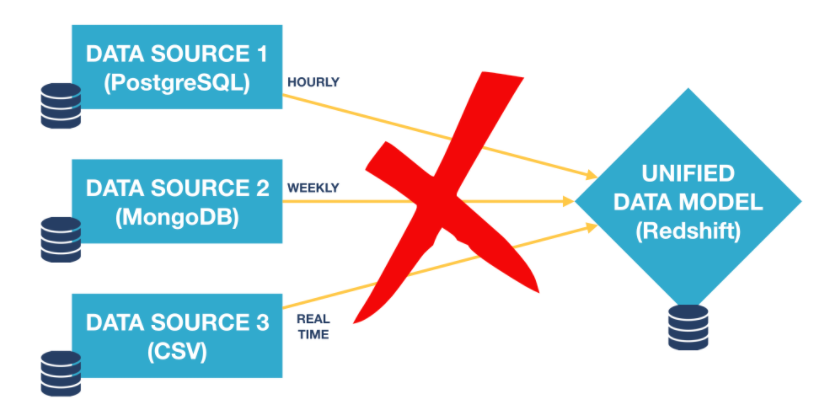 DATA SOURCE 1
(PostgreSQL)
HOURLY
DATA SOURCE 2
(MongoDB)
WEEKLY
DATA SOURCE 3
(CSV)
REAL
TIME
UNIFIED
DATA MODEL
(Redshift)